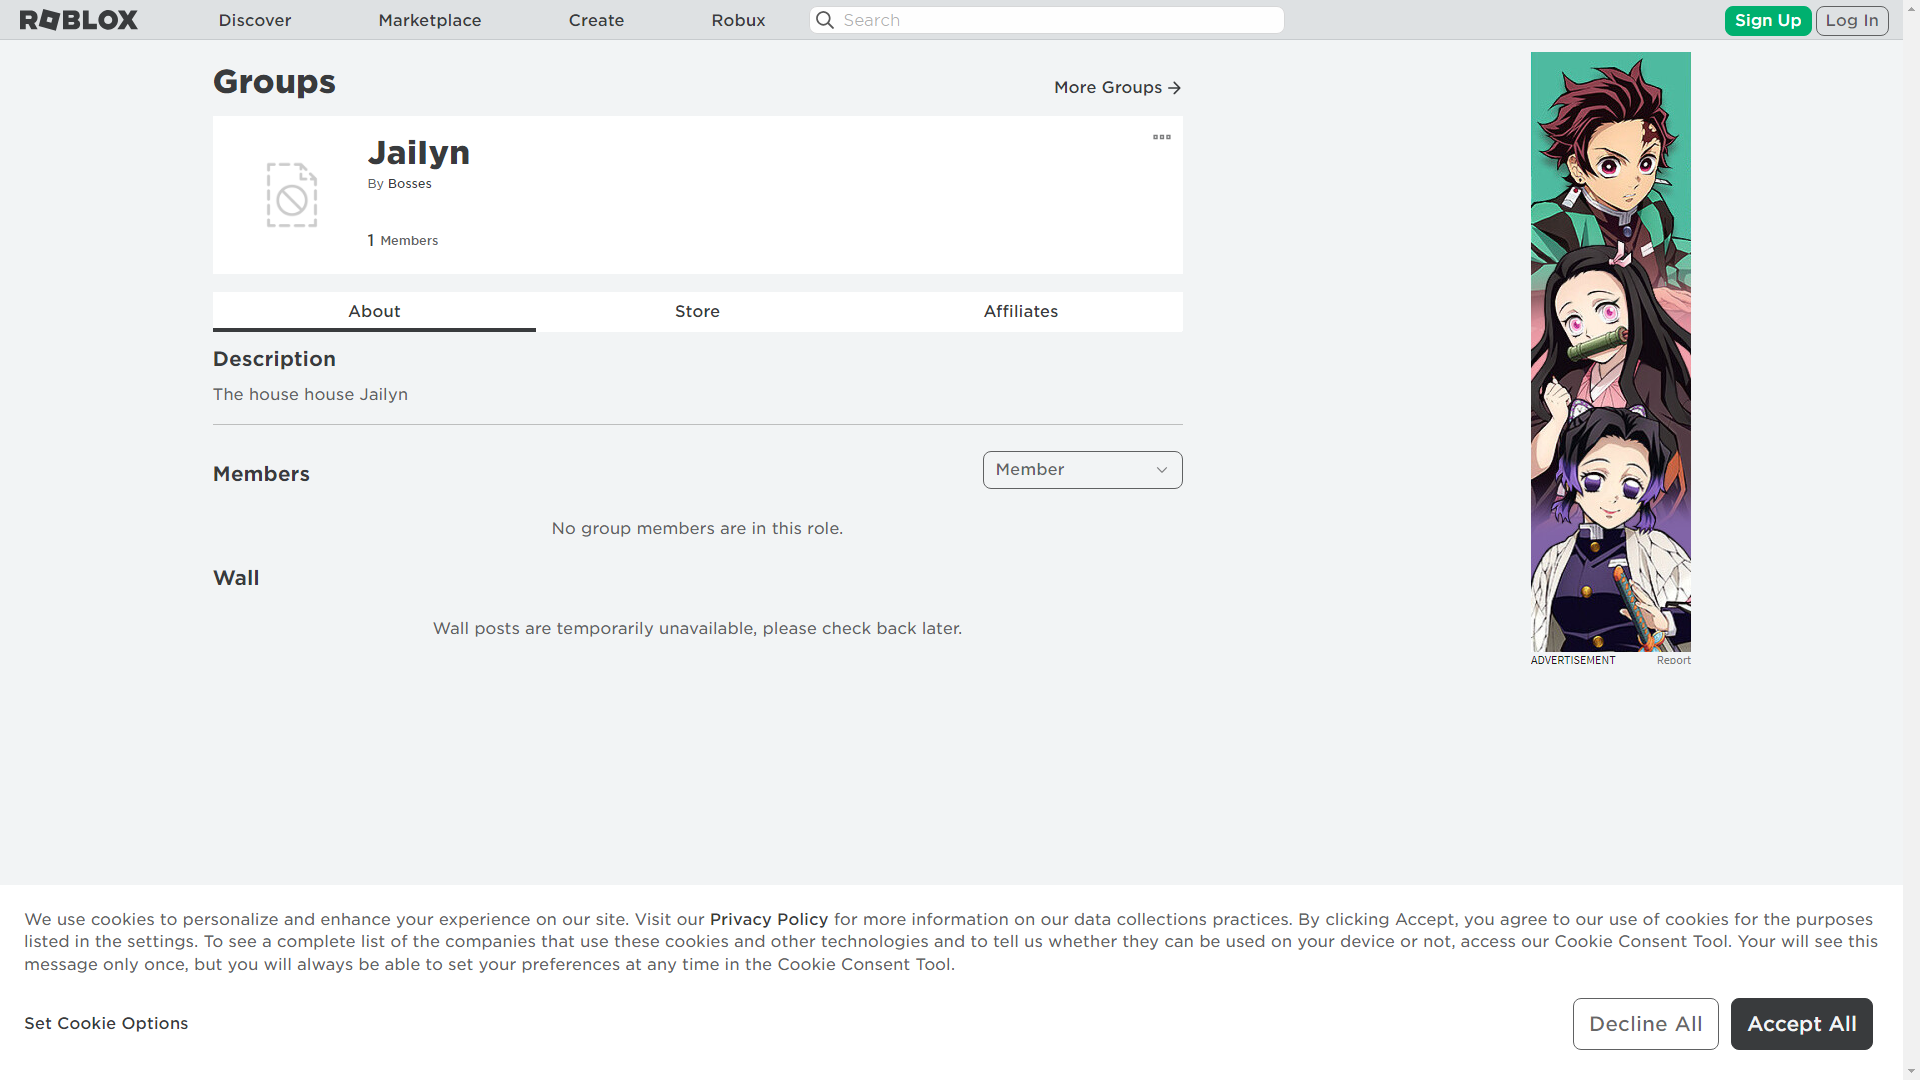 ROBLOX
Discover
Marketplace
Create
Robux
Search
Sign Up
Log In
Groups
More Groups
Jailyn
By Bosses
1 Members
About
Store
Affiliates
Description
The house house Jailyn
Members
Member
No group members are in this role.
Wall
Wall posts are temporarily unavailable, please check back later.
ADVERTISEMENT
Report
We use cookies to personalize and enhance your experience on our site. Visit our Privacy Policy for more information on our data collections practices. By clicking Accept, you agree to our use of cookies for the purposes
listed in the settings. To see a complete list of the companies that use these cookies and other technologies and to tell us whether they can be used on your device or not, access our Cookie Consent Tool. Your will see this
message only once, but you will always be able to set your preferences at any time in the Cookie Consent Tool.
Set Cookie Options
Decline All
Accept All